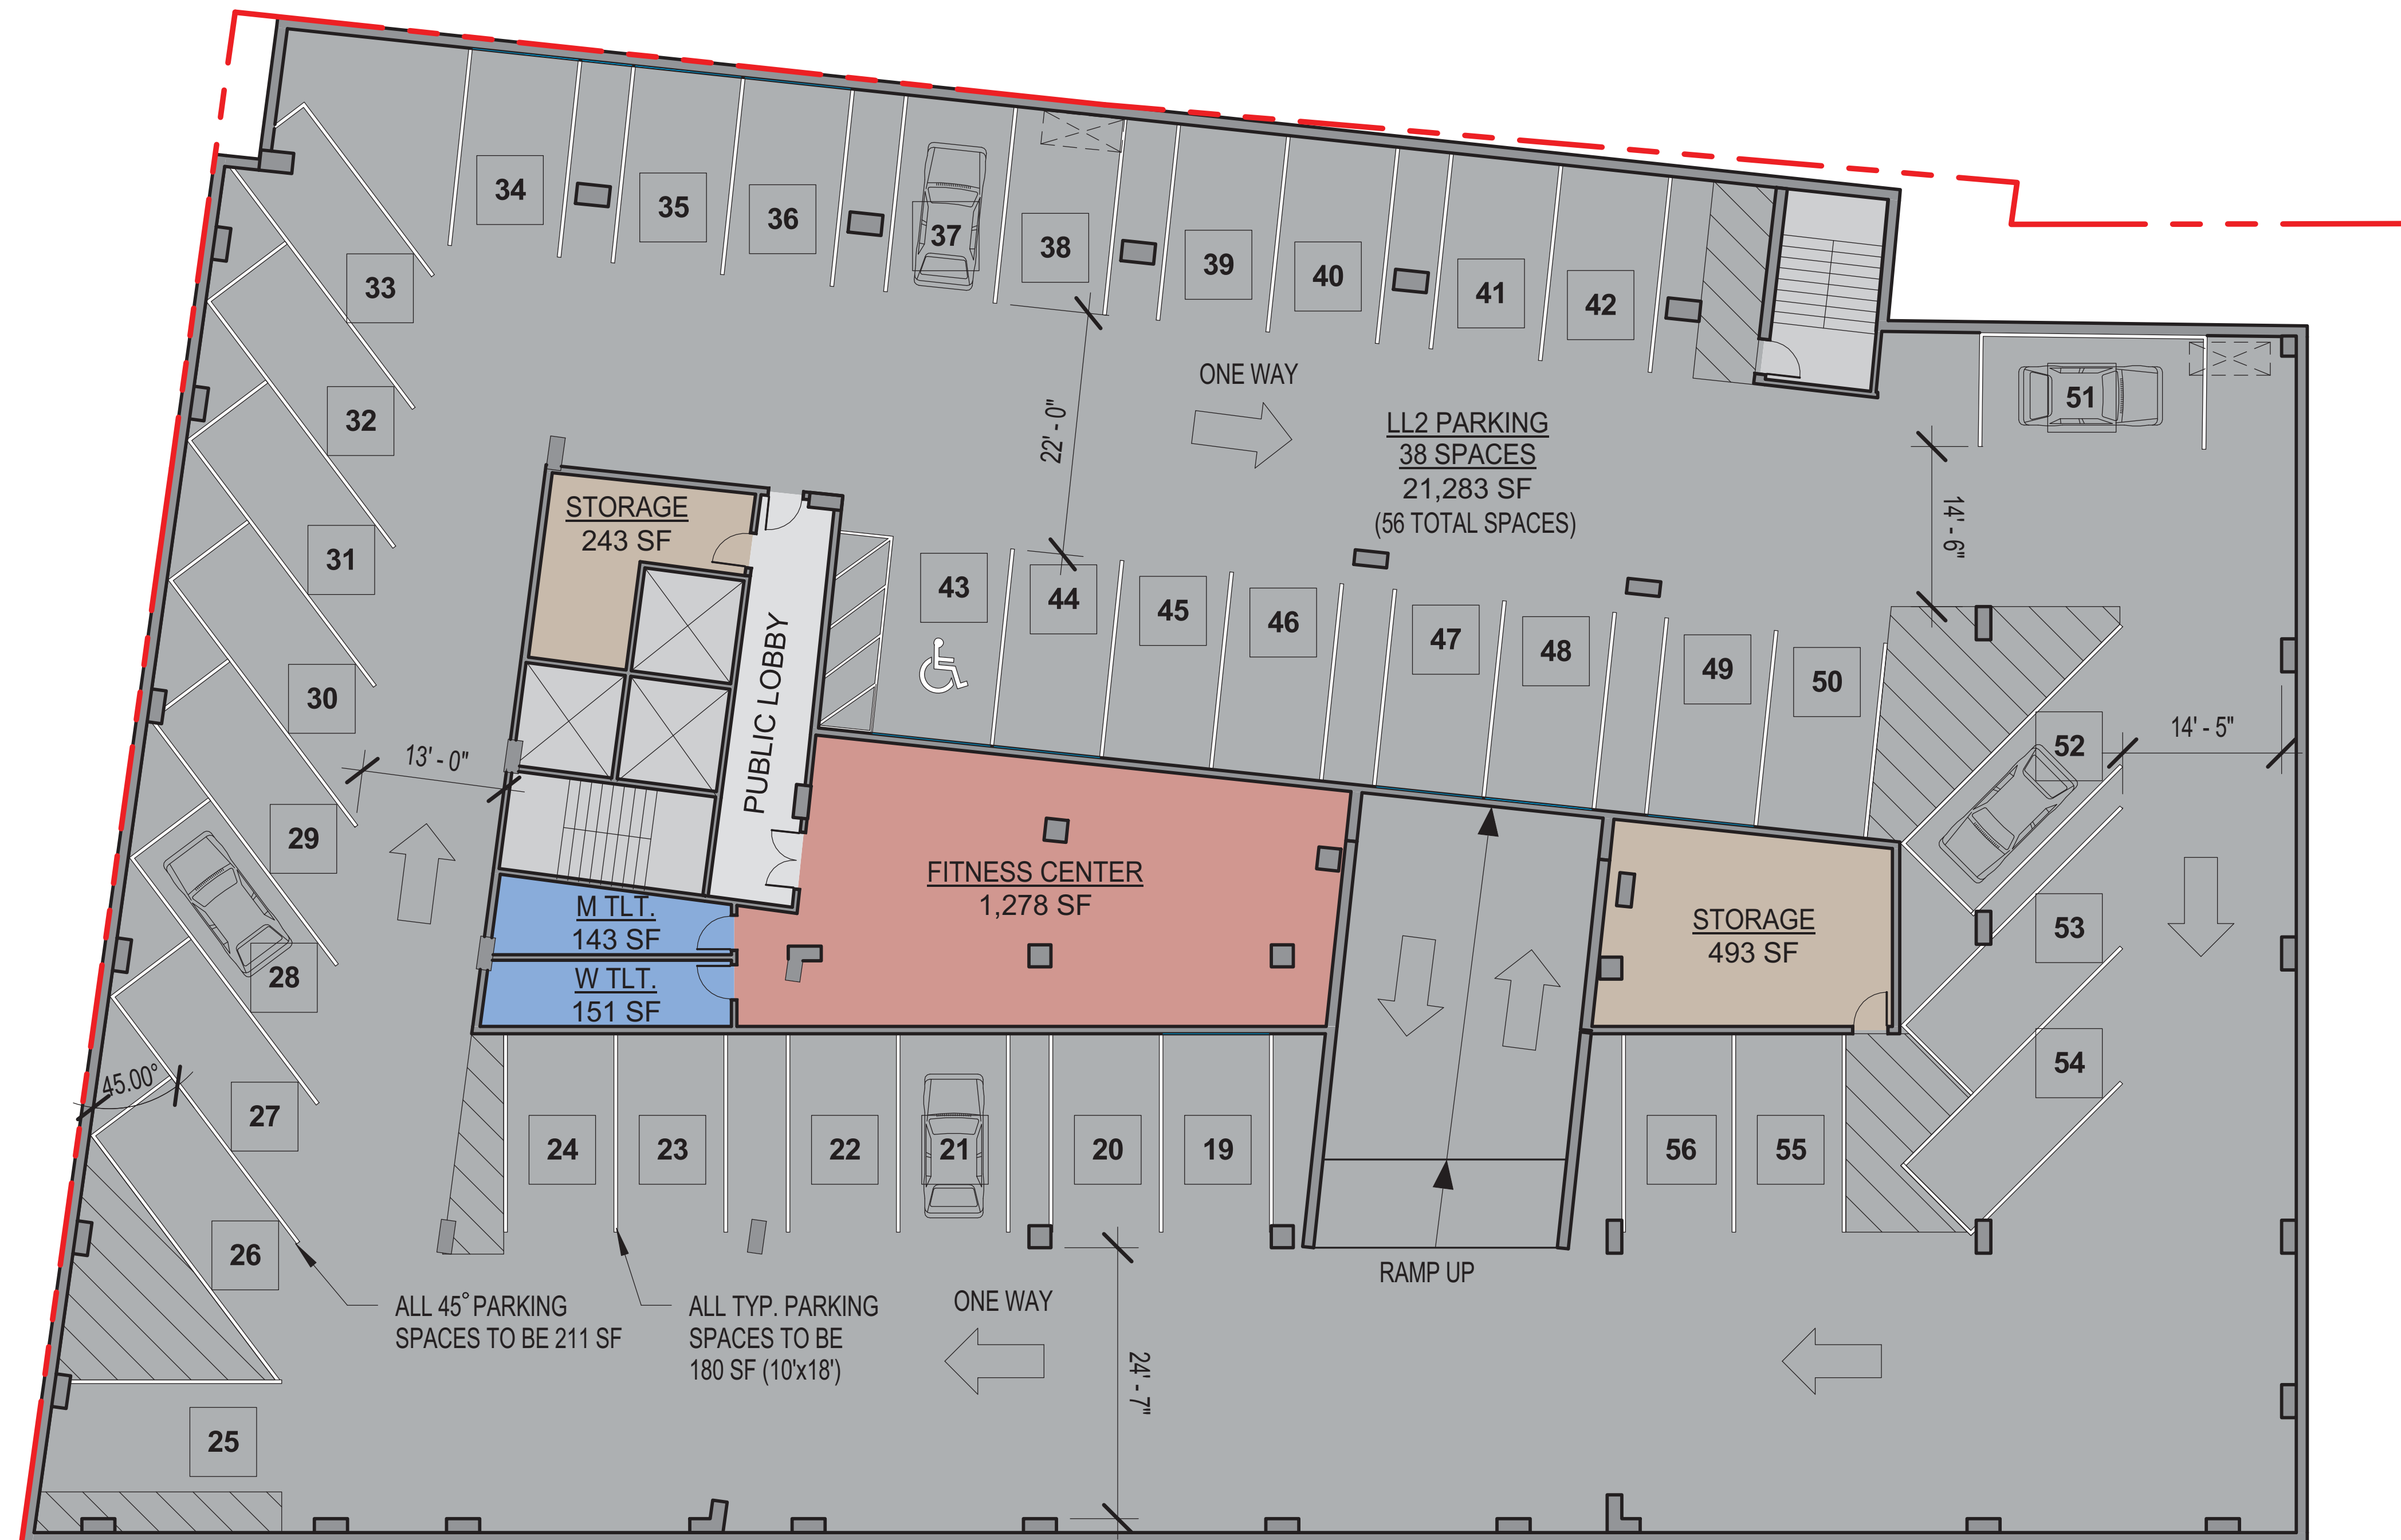 34
35
36
37
38
39
40
41
42
33
32
31
30
29
28
27
26
25
51
ONE WAY
22' - 0"
LL2 PARKING
38 SPACES
21,283 SF
(56 TOTAL SPACES)
14' - 6"
STORAGE
243 SF
PUBLIC LOBBY
43
44
45
46
47
48
49
50
52
14' - 5"
13' - 0"
FITNESS CENTER
1,278 SF
M TLT.
143 SF
W TLT.
151 SF
STORAGE
493 SF
53
54
45.00°
24
23
22
21
20
19
56
55
RAMP UP
ALL 45° PARKING
SPACES TO BE 211 SF
ALL TYP. PARKING
SPACES TO BE
180 SF (10'x18')
ONE WAY
24' - 7"